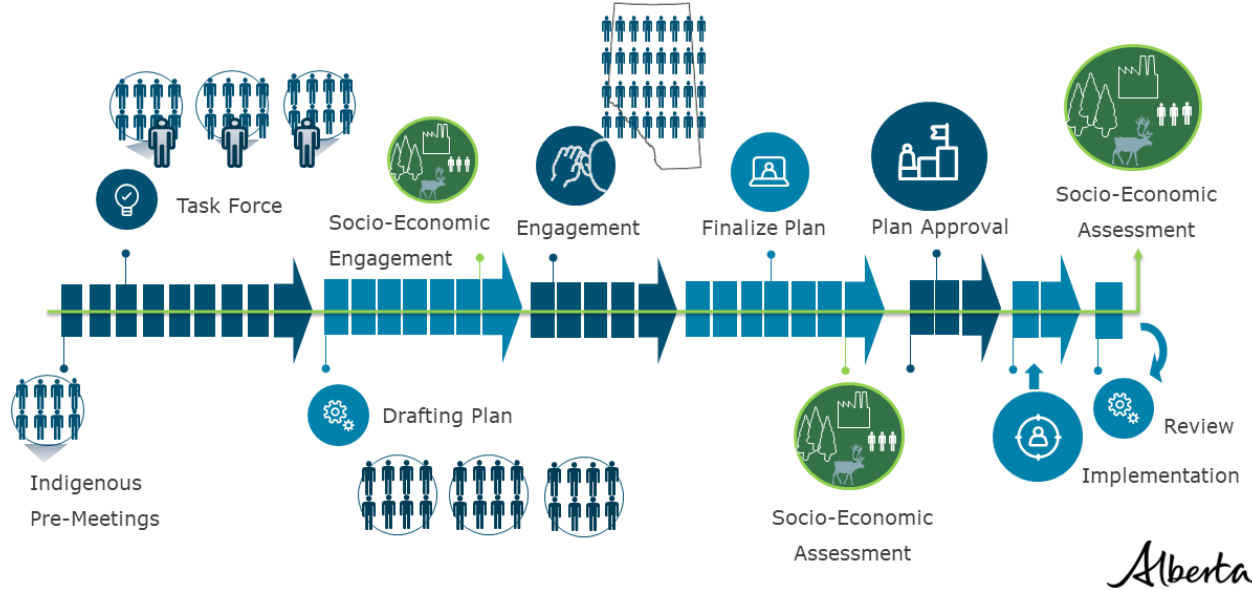 Task Force
Socio-Economic
Engagement
Engagement
Finalize Plan
Plan Approval
Socio-Economic
Assessment
Indigenous
Pre-Meetings
Drafting Plan
Socio-Economic
Assessment
Review
Implementation
Alberta